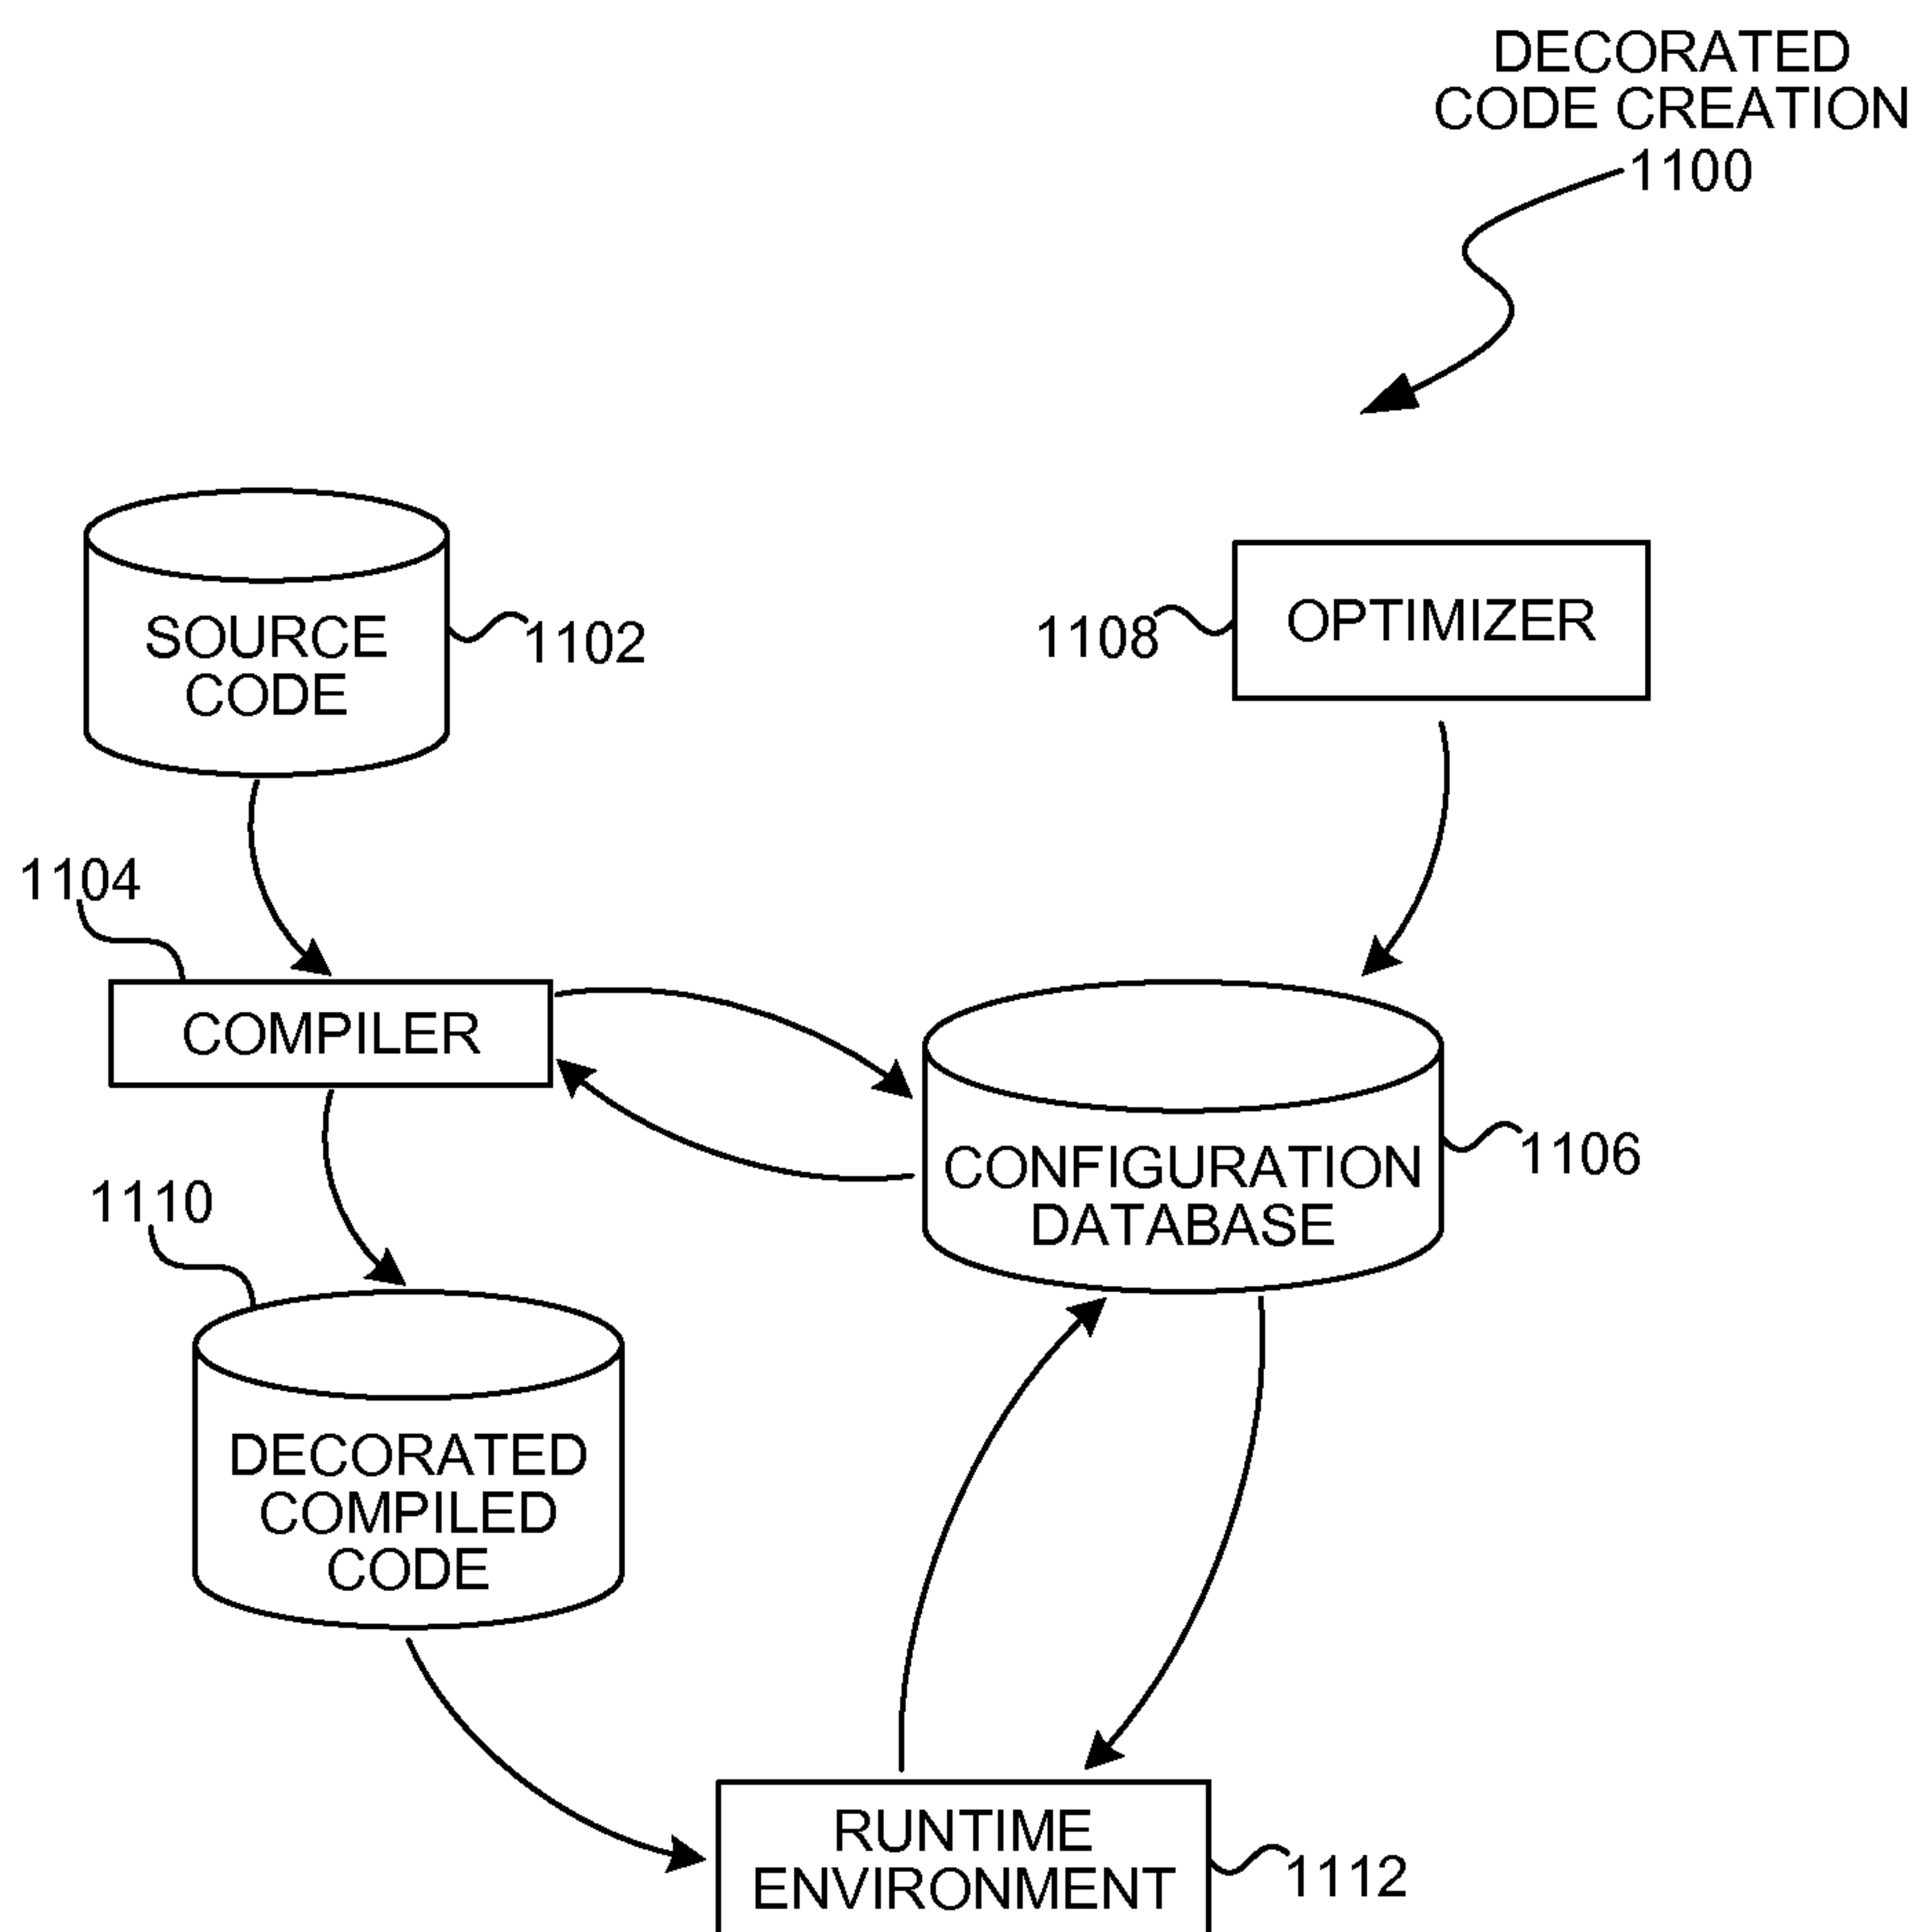 DECORATED
CODE CREATION
1100
SOURCE
CODE
1102
1108
OPTIMIZER
1104
COMPILER
CONFIGURATION
DATABASE
1106
1110
DECORATED
COMPILED
CODE
RUNTIME
ENVIRONMENT
1112